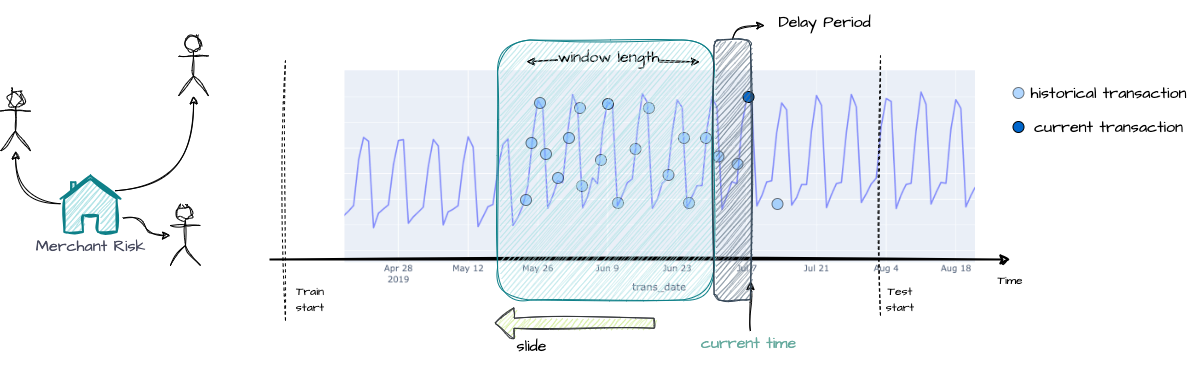 Delay Period
window length
historical transaction
current transaction
Merchant Risk
Apr 28
2019
May 12
May 26
Jun 9
Jun 23
Jul 7
Jul 21
Aug 4
Aug 18
trans_date
Time
Train
start
Test
start
slide
current time